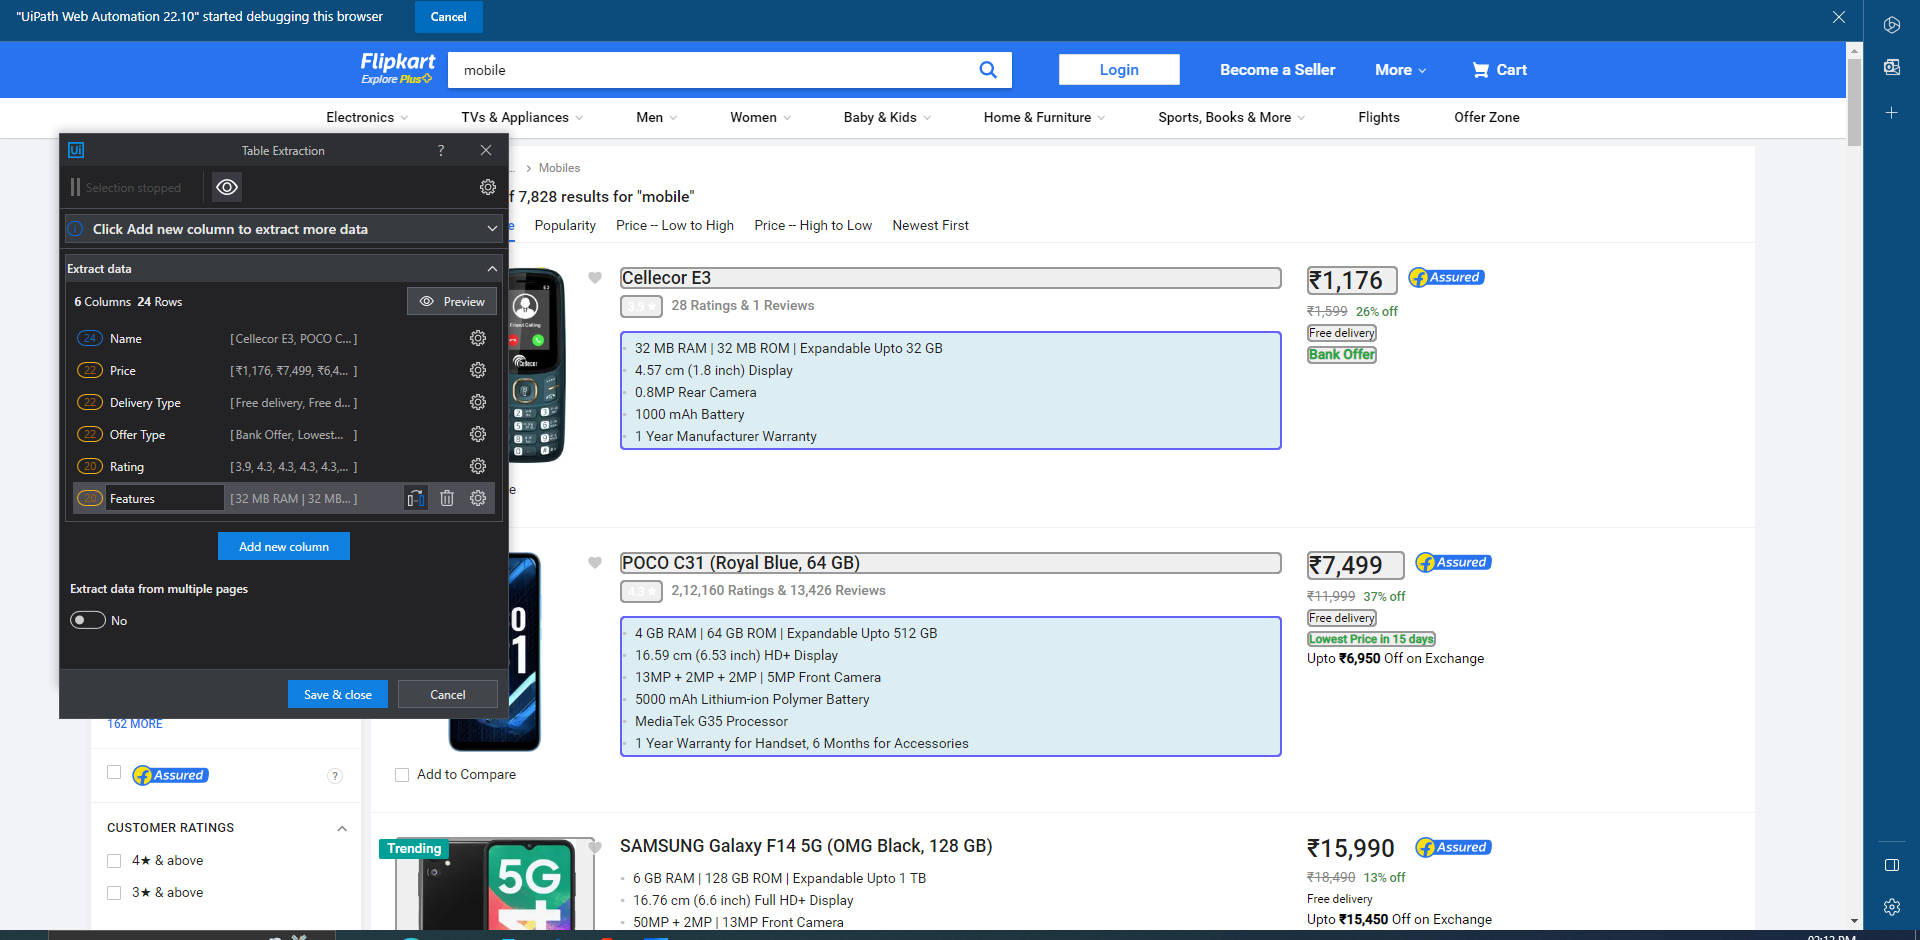 "UiPath Web Automation 22.10" started debugging this browser
Cancel
Flipkart
Explore Plus
mobile
Login
Become a Seller
More
Cart
Electronics
TVs & Appliances
Men
Women
Baby & Kids
Home & Furniture
Sports, Books & More
Flights
Offer Zone
Ui
Table Extraction
?
Selection stopped
Click Add new column to extract more data
Extract data
6 Columns 24 Rows
Preview
24 Name [Cellecor E3, POCO C... ]
22 Price [₹1,176, ₹7,499, ₹6,4... ]
22 Delivery Type [Free delivery, Free d... ]
22 Offer Type [Bank Offer, Lowest... ]
20 Rating [3.9, 4.3, 4.3, 4.3, 4.3,... ]
20 Features [32 MB RAM | 32 MB... ]
Add new column
Extract data from multiple pages
No
Save & close
Cancel
... > Mobiles
f 7,828 results for "mobile"
e
Popularity
Price -- Low to High
Price -- High to Low
Newest First
Cellecor E3
3.9 ★
28 Ratings & 1 Reviews
32 MB RAM | 32 MB ROM | Expandable Upto 32 GB
4.57 cm (1.8 inch) Display
0.8MP Rear Camera
1000 mAh Battery
1 Year Manufacturer Warranty
₹1,176
Assured
₹1,599 26% off
Free delivery
Bank Offer
E3
Friend Calling
Cellecor
e
POCO C31 (Royal Blue, 64 GB)
4.3 ★
2,12,160 Ratings & 13,426 Reviews
4 GB RAM | 64 GB ROM | Expandable Upto 512 GB
16.59 cm (6.53 inch) HD+ Display
13MP + 2MP + 2MP | 5MP Front Camera
5000 mAh Lithium-ion Polymer Battery
MediaTek G35 Processor
1 Year Warranty for Handset, 6 Months for Accessories
₹7,499
Assured
₹11,999 37% off
Free delivery
Lowest Price in 15 days
Upto ₹6,950 Off on Exchange
Add to Compare
162 MORE
Assured
?
CUSTOMER RATINGS
4★ & above
3★ & above
Trending
5G
SAMSUNG Galaxy F14 5G (OMG Black, 128 GB)
6 GB RAM | 128 GB ROM | Expandable Upto 1 TB
16.76 cm (6.6 inch) Full HD+ Display
50MP + 2MP | 13MP Front Camera
₹15,990
Assured
₹18,490 13% off
Free delivery
Upto ₹15,450 Off on Exchange